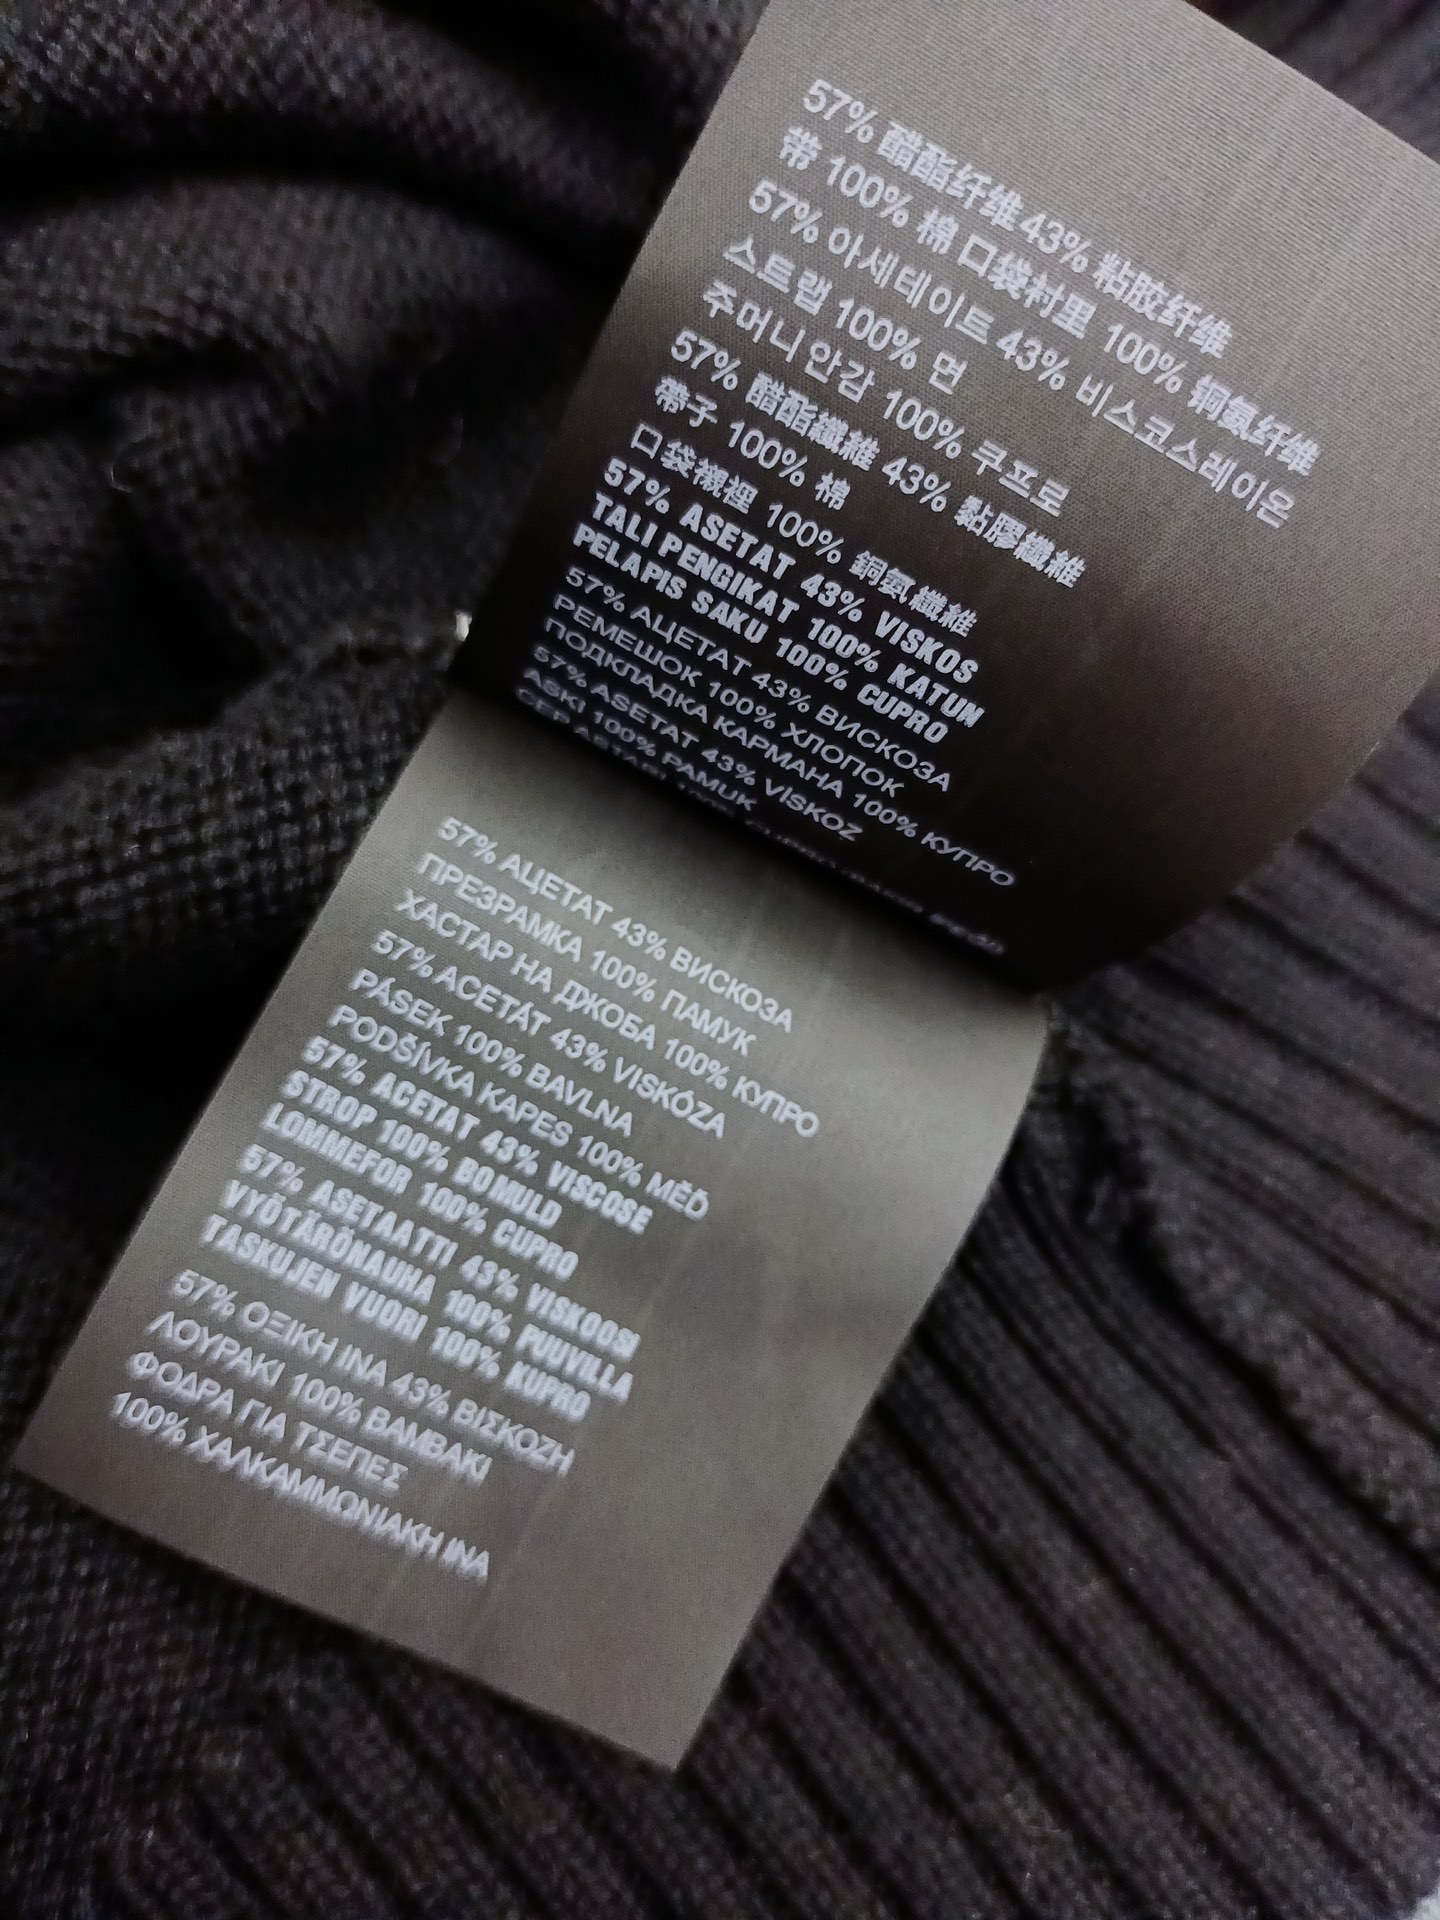 57% 醋酯纤维 43% 粘胶纤维
带 100% 棉 口袋衬里 100% 铜氨纤维
57% 아세테이트 43% 비스코스레이온
스트랩 100% 면
주머니안감 100% 쿠프로
57% 醋酯纖維 43% 黏膠纖維
帶子 100% 棉
口袋襯裡 100% 銅氨纖維
57% ASETAT 43% VISKOS
TALI PENGIKAT 100% KATUN
PELAPIS SAKU 100% CUPRO
57% АЦЕТАТ 43% ВИСКОЗА
РЕМЕШОК 100% ХЛОПОК
ПОДКЛАДКА КАРМАНА 100% КУПРО
57% ASETAT 43% VİSKOZ
ASKI 100% PAMUK
CEP ASTARI 100%
57% АЦЕТАТ 43% ВИСКОЗА
ПРЕЗРАМКА 100% ПАМУК
ХАСТАР НА ДЖОБА 100% КУПРО
57% ACETÁT 43% VISKÓZA
PÁSEK 100% BAVLNA
PODŠÍVKA KAPES 100% MĚĎ
57% ACETAT 43% VISCOSE
STROP 100% BOMULD
LOMMEFOR 100% CUPRO
57% ASETAATTI 43% VISKOOSI
VYÖTÄRÖNAUHA 100% PUUVILLA
TASKUJEN VUORI 100% KUPRO
57% ΟΞΙΚΗ ΙΝΑ 43% ΒΙΣΚΟΖΗ
ΛΟΥΡΑΚΙ 100% ΒΑΜΒΑΚΙ
ΦΟΔΡΑ ΓΙΑ ΤΣΕΠΕΣ
100% ΧΑΛΚΑΜΜΩΝΙΑΚΗ ΙΝΑ